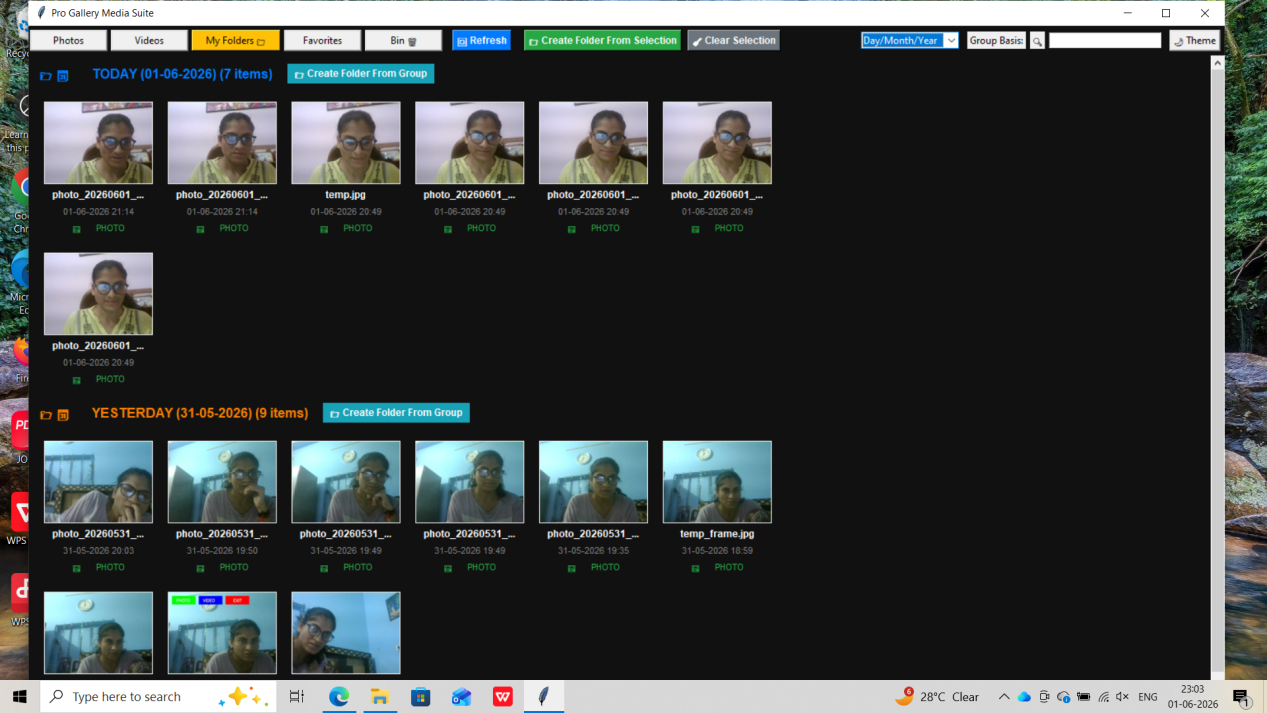 Pro Gallery Media Suite
Photos Videos My Folders Favorites Bin Refresh Create Folder From Selection Clear Selection Day/Month/Year Group Basis: Theme
TODAY (01-06-2026) (7 items) Create Folder From Group
photo_20260601_... photo_20260601_... temp.jpg photo_20260601_... photo_20260601_... photo_20260601_...
01-06-2026 21:14 01-06-2026 21:14 01-06-2026 20:49 01-06-2026 20:49 01-06-2026 20:49 01-06-2026 20:49
PHOTO PHOTO PHOTO PHOTO PHOTO PHOTO
photo_20260601_...
01-06-2026 20:49
PHOTO
YESTERDAY (31-05-2026) (9 items) Create Folder From Group
photo_20260531_... photo_20260531_... photo_20260531_... photo_20260531_... photo_20260531_... temp_frame.jpg
31-05-2026 20:03 31-05-2026 19:50 31-05-2026 19:49 31-05-2026 19:49 31-05-2026 19:35 31-05-2026 18:59
PHOTO PHOTO PHOTO PHOTO PHOTO PHOTO
PHOTO VIDEO EXIT
Type here to search
6 28°C Clear ENG 23:03
01-06-2026 1